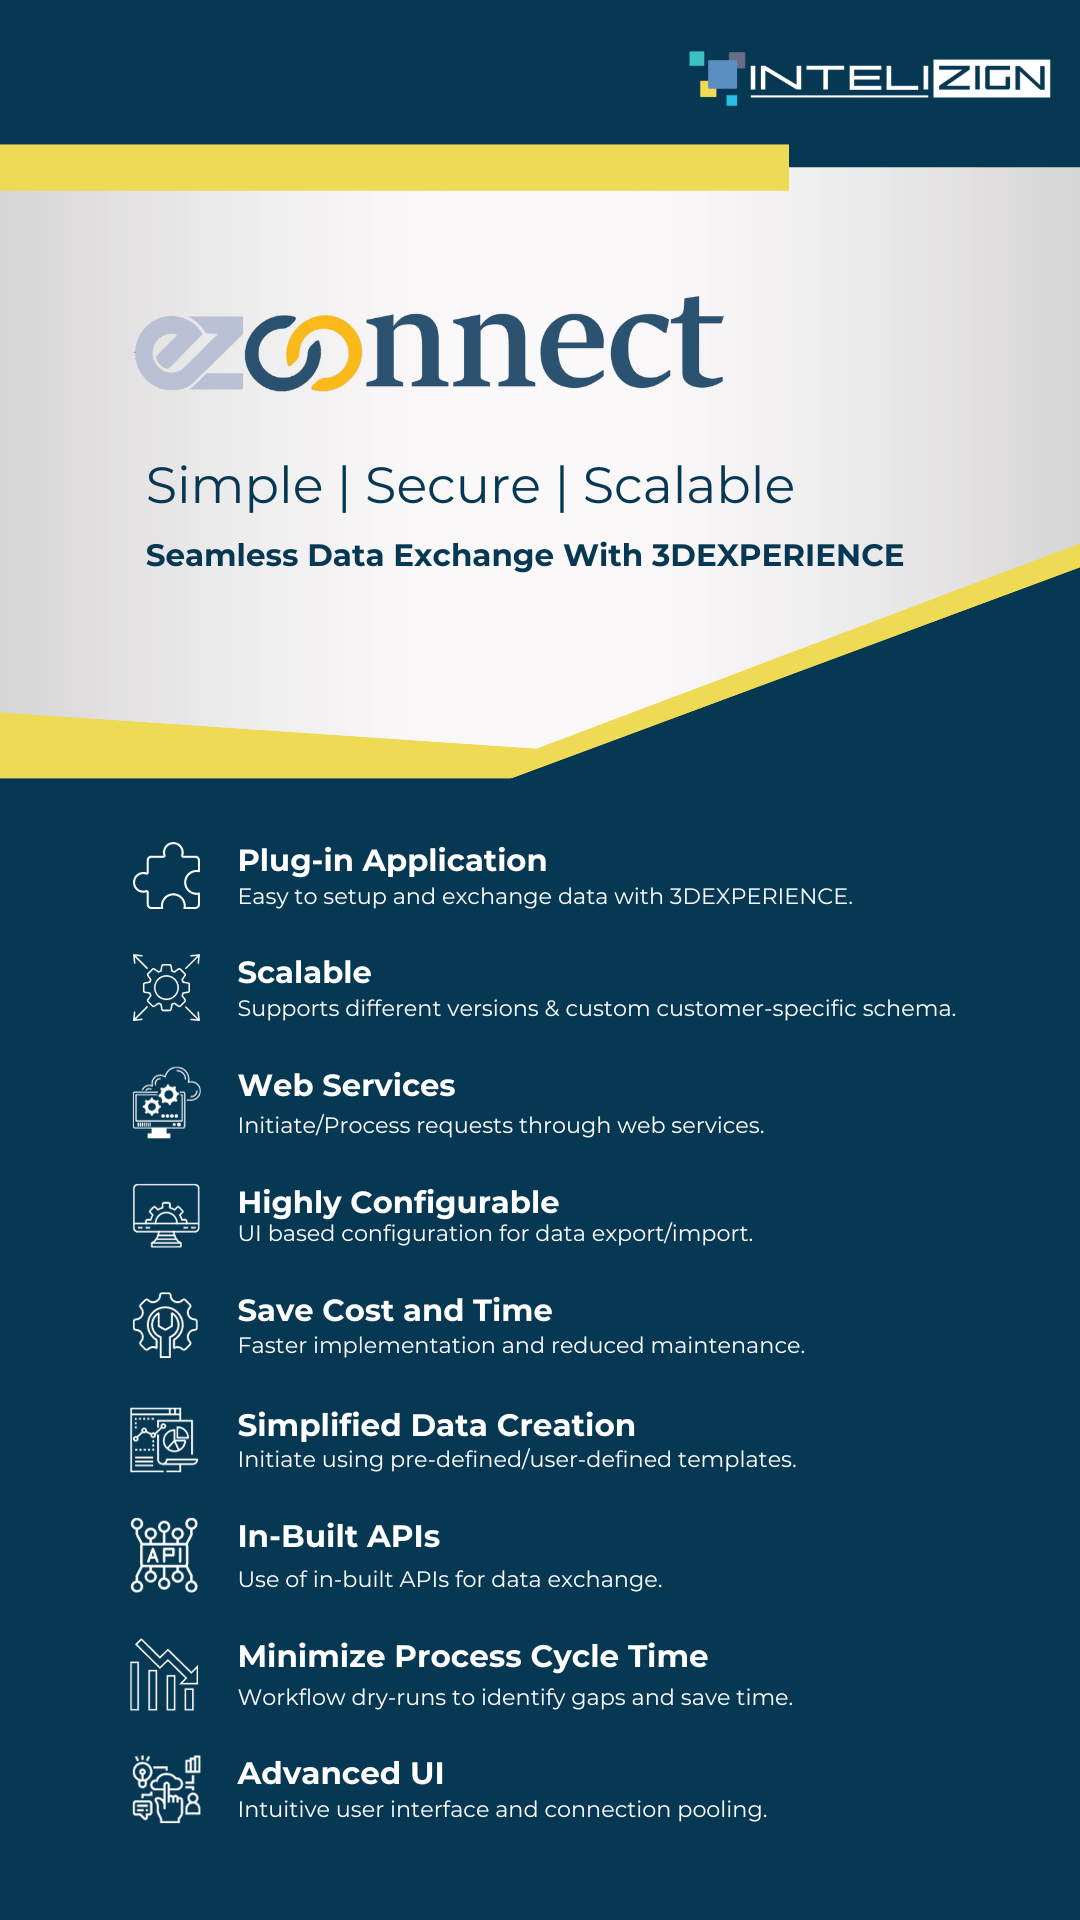 INTELIZIGN
ezconnect
Simple | Secure | Scalable
Seamless Data Exchange With 3DEXPERIENCE
Plug-in Application
Easy to setup and exchange data with 3DEXPERIENCE.
Scalable
Supports different versions & custom customer-specific schema.
Web Services
Initiate/Process requests through web services.
Highly Configurable
UI based configuration for data export/import.
Save Cost and Time
Faster implementation and reduced maintenance.
Simplified Data Creation
Initiate using pre-defined/user-defined templates.
API
In-Built APIs
Use of in-built APIs for data exchange.
Minimize Process Cycle Time
Workflow dry-runs to identify gaps and save time.
Advanced UI
Intuitive user interface and connection pooling.